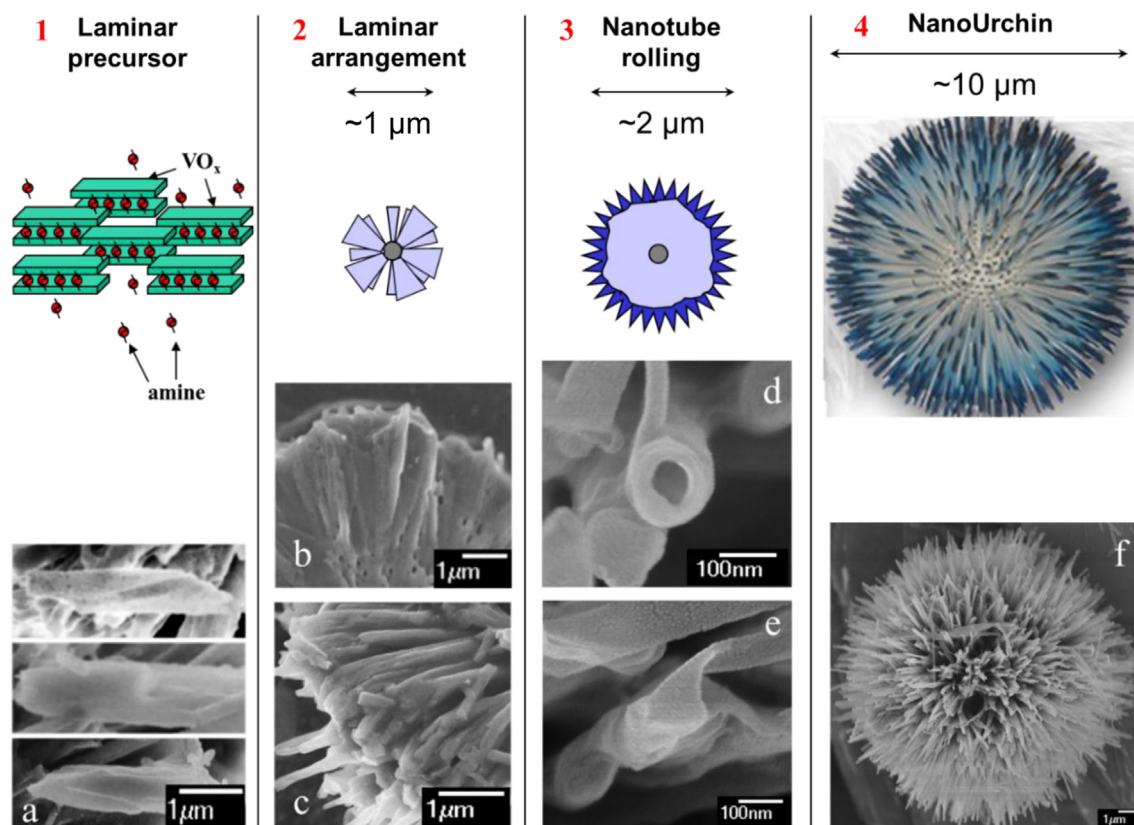 1 Laminar
precursor
VOₓ
amine
a
1μm
2 Laminar
arrangement
~1 μm
b
1μm
c
1μm
3 Nanotube
rolling
~2 μm
d
100nm
e
100nm
4 NanoUrchin
~10 μm
f
1μm